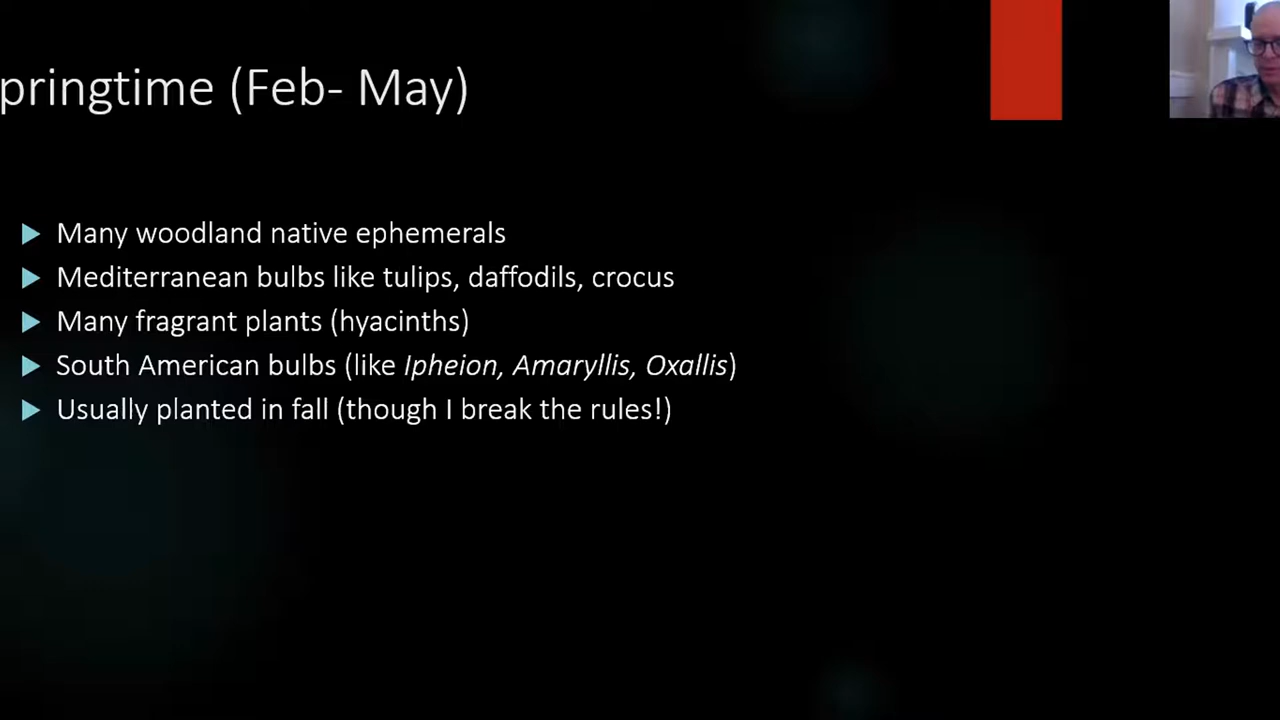 pringtime (Feb- May)
Many woodland native ephemerals
Mediterranean bulbs like tulips, daffodils, crocus
Many fragrant plants (hyacinths)
South American bulbs (like Ipheion, Amaryllis, Oxallis)
Usually planted in fall (though I break the rules!)